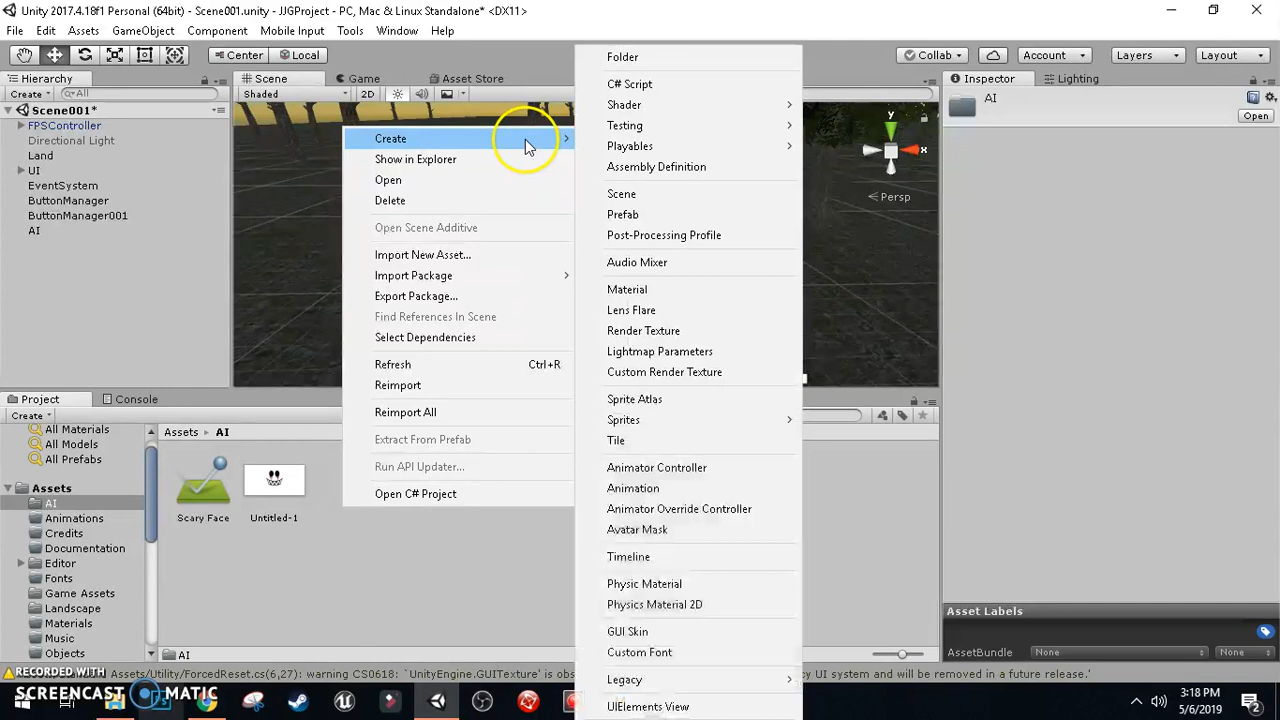 Unity 2017.4.18f1 Personal (64bit) - Scene001.unity - JJGProject - PC, Mac & Linux Standalone* <DX11>
File Edit Assets GameObject Component Mobile Input Tools Window Help
Center Local Collab Account Layers Layout
Hierarchy
Create All
Scene001*
FPSController
Directional Light
Land
UI
EventSystem
ButtonManager
ButtonManager001
AI
Scene Game Asset Store
Shaded 2D
Create
Show in Explorer
Open
Delete
Open Scene Additive
Import New Asset...
Import Package
Export Package...
Find References In Scene
Select Dependencies
Refresh Ctrl+R
Reimport
Reimport All
Extract From Prefab
Run API Updater...
Open C# Project
Folder
C# Script
Shader
Testing
Playables
Assembly Definition
Scene
Prefab
Post-Processing Profile
Audio Mixer
Material
Lens Flare
Render Texture
Lightmap Parameters
Custom Render Texture
Sprite Atlas
Sprites
Tile
Animator Controller
Animation
Animator Override Controller
Avatar Mask
Timeline
Physic Material
Physics Material 2D
GUI Skin
Custom Font
Legacy
UIElements View
y
x
Persp
Inspector Lighting
AI
Open
Asset Labels
AssetBundle None None
Project Console
Create
All Materials
All Models
All Prefabs
Assets
AI
Animations
Credits
Documentation
Editor
Fonts
Game Assets
Landscape
Materials
Music
Objects
Assets AI
Scary Face Untitled-1
AI
Assets/Utility/ForcedReset.cs(6,27): warning CS0618: `UnityEngine.GUITexture' is obs
by UI system and will be removed in a future release.'
RECORDED WITH
SCREENCAST MATIC
3:18 PM
5/6/2019
2